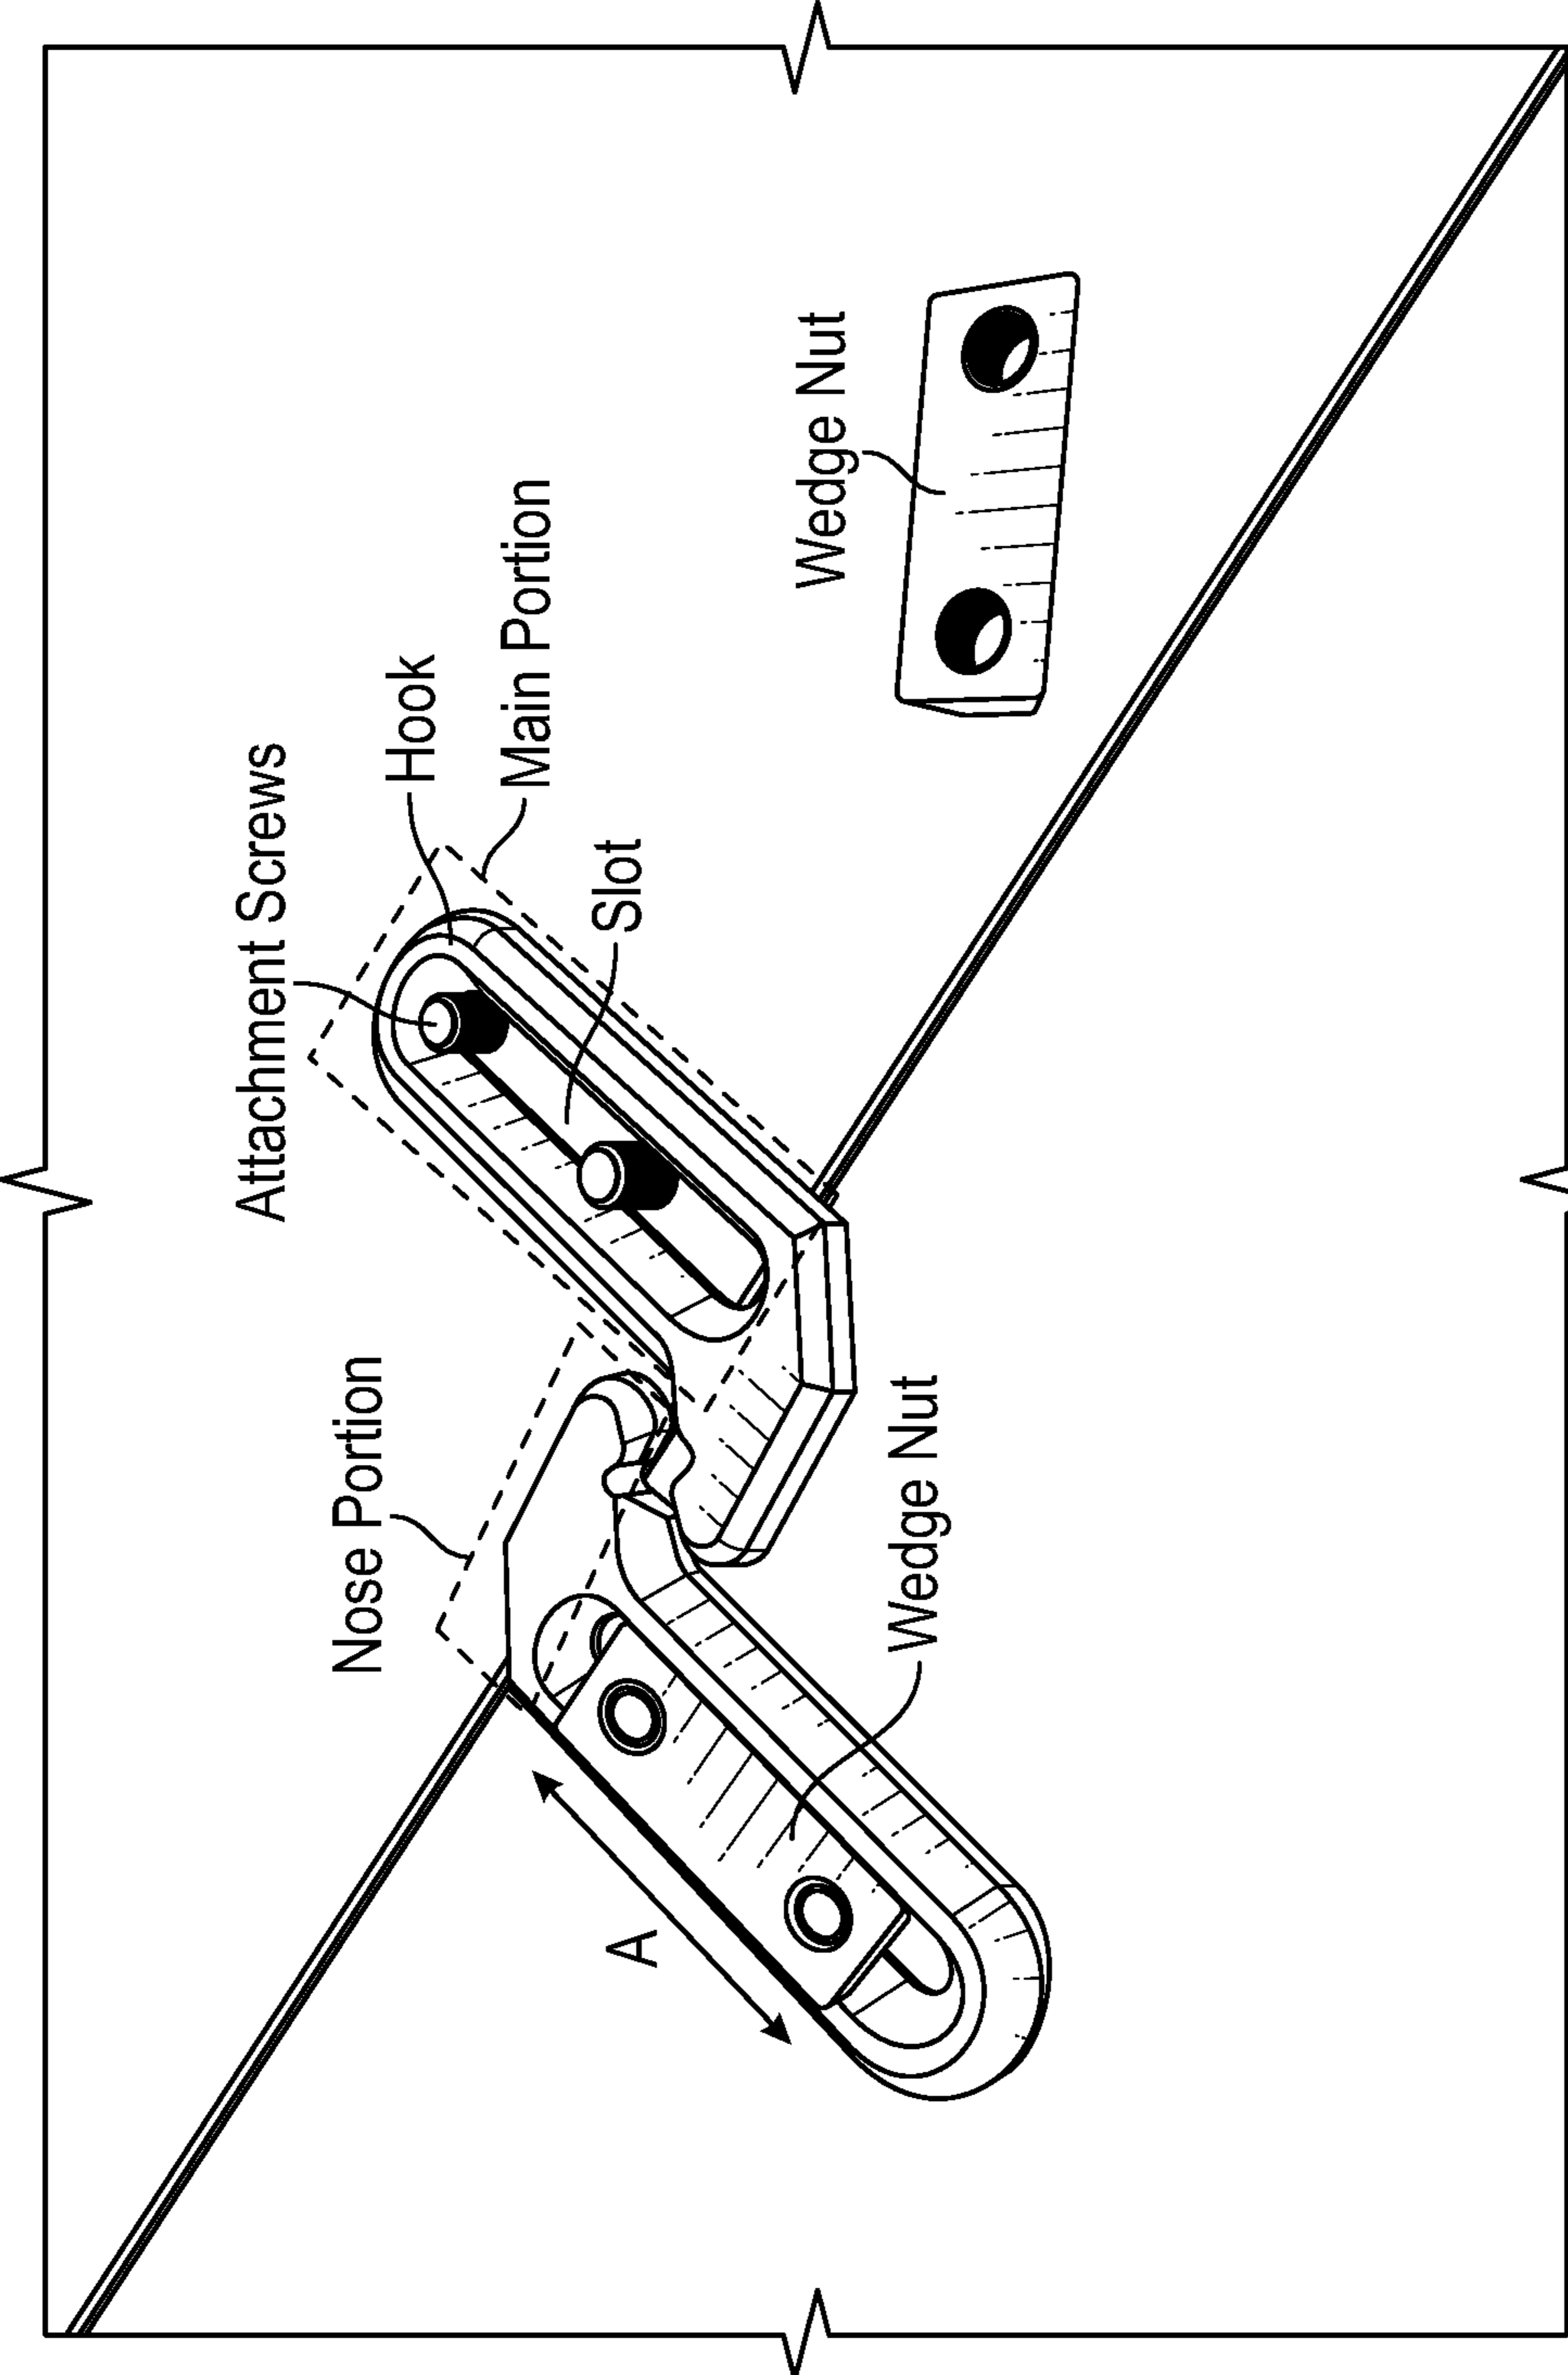 Attachment Screws
Hook
Main Portion
Nose Portion
Slot
Wedge Nut
A
Wedge Nut